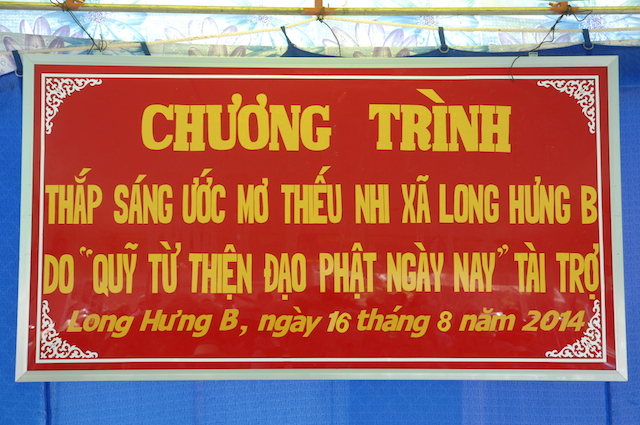 CHƯƠNG TRÌNH
THẮP SÁNG ƯỚC MƠ THIẾU NHI XÃ LONG HƯNG B
DO "QUỸ TỪ THIỆN ĐẠO PHẬT NGÀY NAY" TÀI TRỢ
Long Hưng B, ngày 16 tháng 8 năm 2014